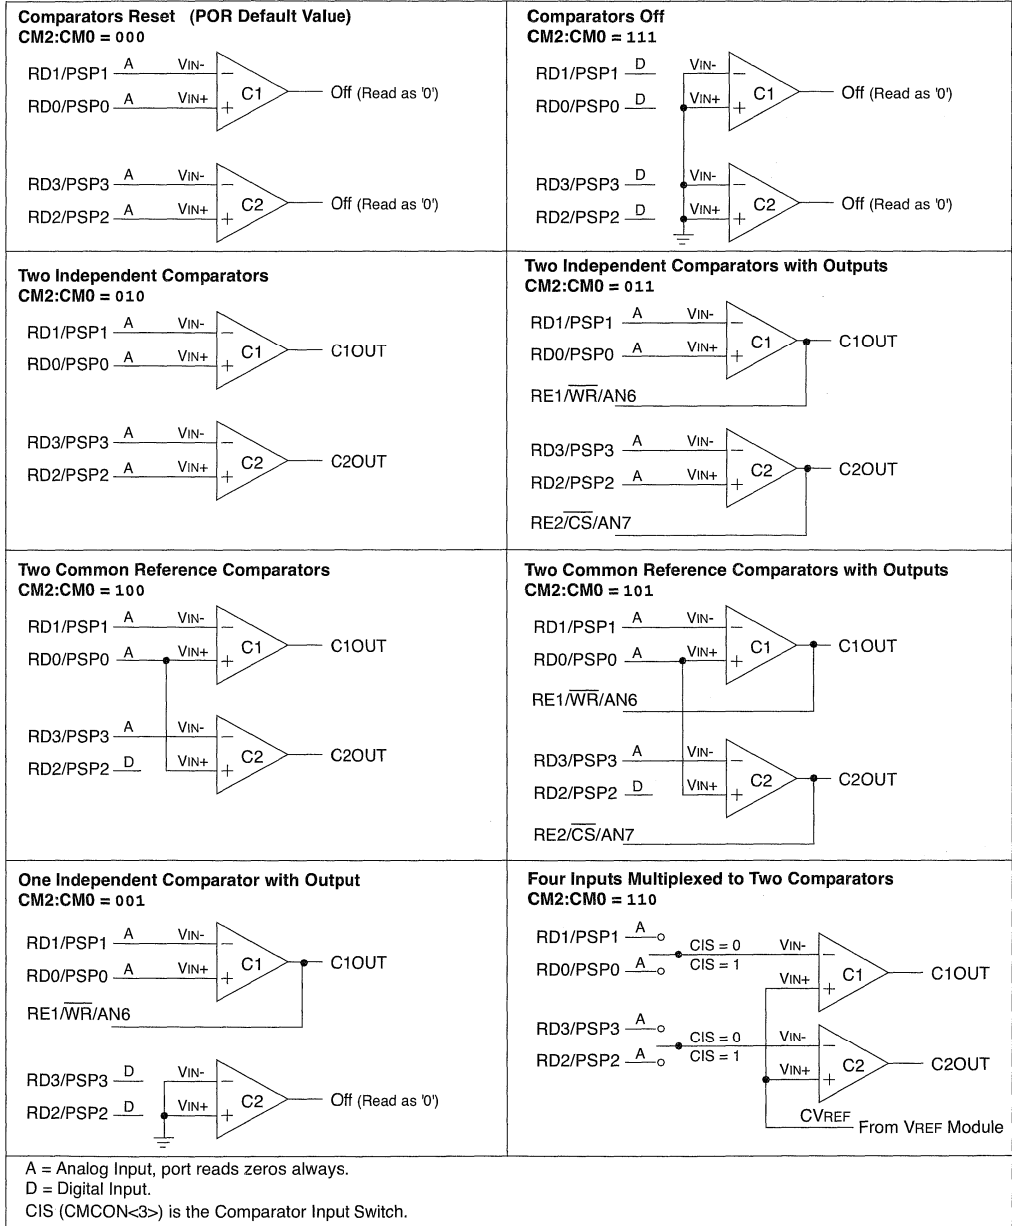 Comparators Reset (POR Default Value)
CM2:CM0 = 000
RD1/PSP1 A VIN- −
RD0/PSP0 A VIN+ +
C1
Off (Read as '0')
RD3/PSP3 A VIN- −
RD2/PSP2 A VIN+ +
C2
Off (Read as '0')
Comparators Off
CM2:CM0 = 111
RD1/PSP1 D VIN- −
RD0/PSP0 D VIN+ +
C1
Off (Read as '0')
RD3/PSP3 D VIN- −
RD2/PSP2 D VIN+ +
C2
Off (Read as '0')
Two Independent Comparators
CM2:CM0 = 010
RD1/PSP1 A VIN- −
RD0/PSP0 A VIN+ +
C1
C1OUT
RD3/PSP3 A VIN- −
RD2/PSP2 A VIN+ +
C2
C2OUT
Two Independent Comparators with Outputs
CM2:CM0 = 011
RD1/PSP1 A VIN- −
RD0/PSP0 A VIN+ +
C1
C1OUT
RE1/WR/AN6
RD3/PSP3 A VIN- −
RD2/PSP2 A VIN+ +
C2
C2OUT
RE2/CS/AN7
Two Common Reference Comparators
CM2:CM0 = 100
RD1/PSP1 A VIN- −
RD0/PSP0 A VIN+ +
C1
C1OUT
RD3/PSP3 A VIN- −
RD2/PSP2 D VIN+ +
C2
C2OUT
Two Common Reference Comparators with Outputs
CM2:CM0 = 101
RD1/PSP1 A VIN- −
RD0/PSP0 A VIN+ +
C1
C1OUT
RE1/WR/AN6
RD3/PSP3 A VIN- −
RD2/PSP2 D VIN+ +
C2
C2OUT
RE2/CS/AN7
One Independent Comparator with Output
CM2:CM0 = 001
RD1/PSP1 A VIN- −
RD0/PSP0 A VIN+ +
C1
C1OUT
RE1/WR/AN6
RD3/PSP3 D VIN- −
RD2/PSP2 D VIN+ +
C2
Off (Read as '0')
Four Inputs Multiplexed to Two Comparators
CM2:CM0 = 110
RD1/PSP1 A
RD0/PSP0 A
CIS = 0
CIS = 1
VIN- −
VIN+ +
C1
C1OUT
RD3/PSP3 A
RD2/PSP2 A
CIS = 0
CIS = 1
VIN- −
VIN+ +
C2
C2OUT
CVREF
From VREF Module
A = Analog Input, port reads zeros always.
D = Digital Input.
CIS (CMCON<3>) is the Comparator Input Switch.